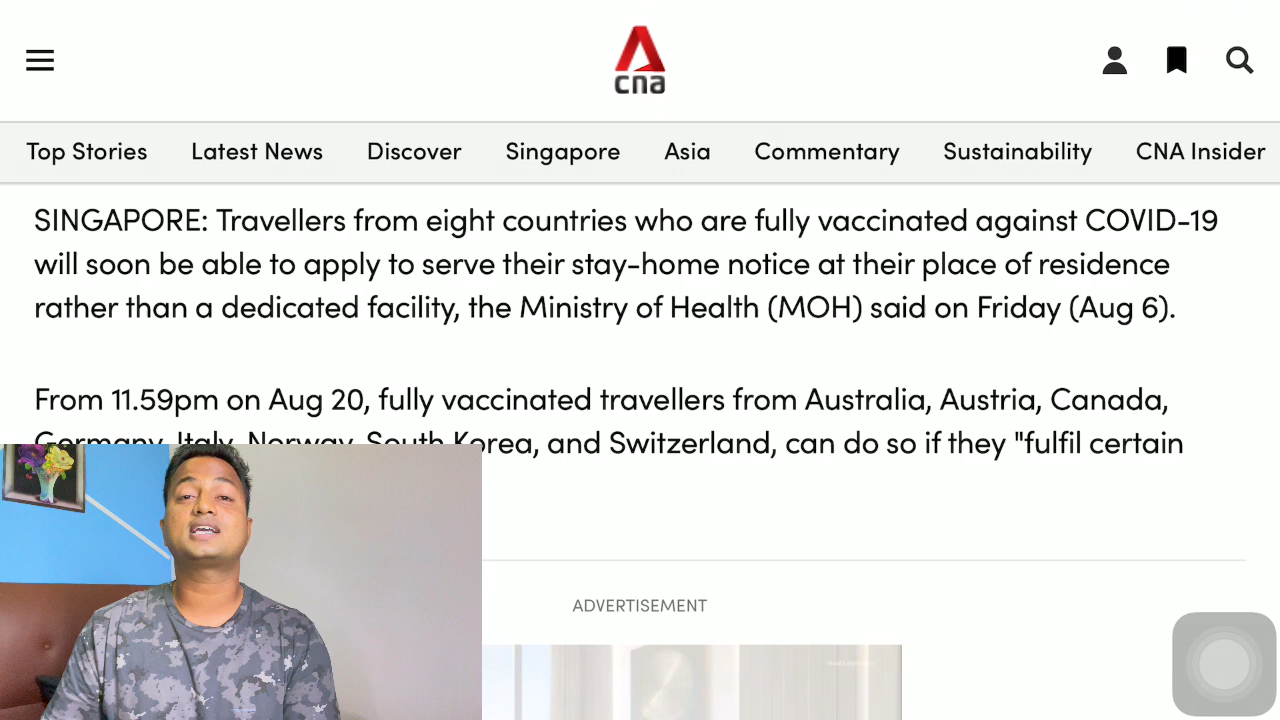 cna
Top Stories Latest News Discover Singapore Asia Commentary Sustainability CNA Insider
SINGAPORE: Travellers from eight countries who are fully vaccinated against COVID-19
will soon be able to apply to serve their stay-home notice at their place of residence
rather than a dedicated facility, the Ministry of Health (MOH) said on Friday (Aug 6).
From 11.59pm on Aug 20, fully vaccinated travellers from Australia, Austria, Canada,
Germany, Italy, Norway, South Korea, and Switzerland, can do so if they "fulfil certain
ADVERTISEMENT